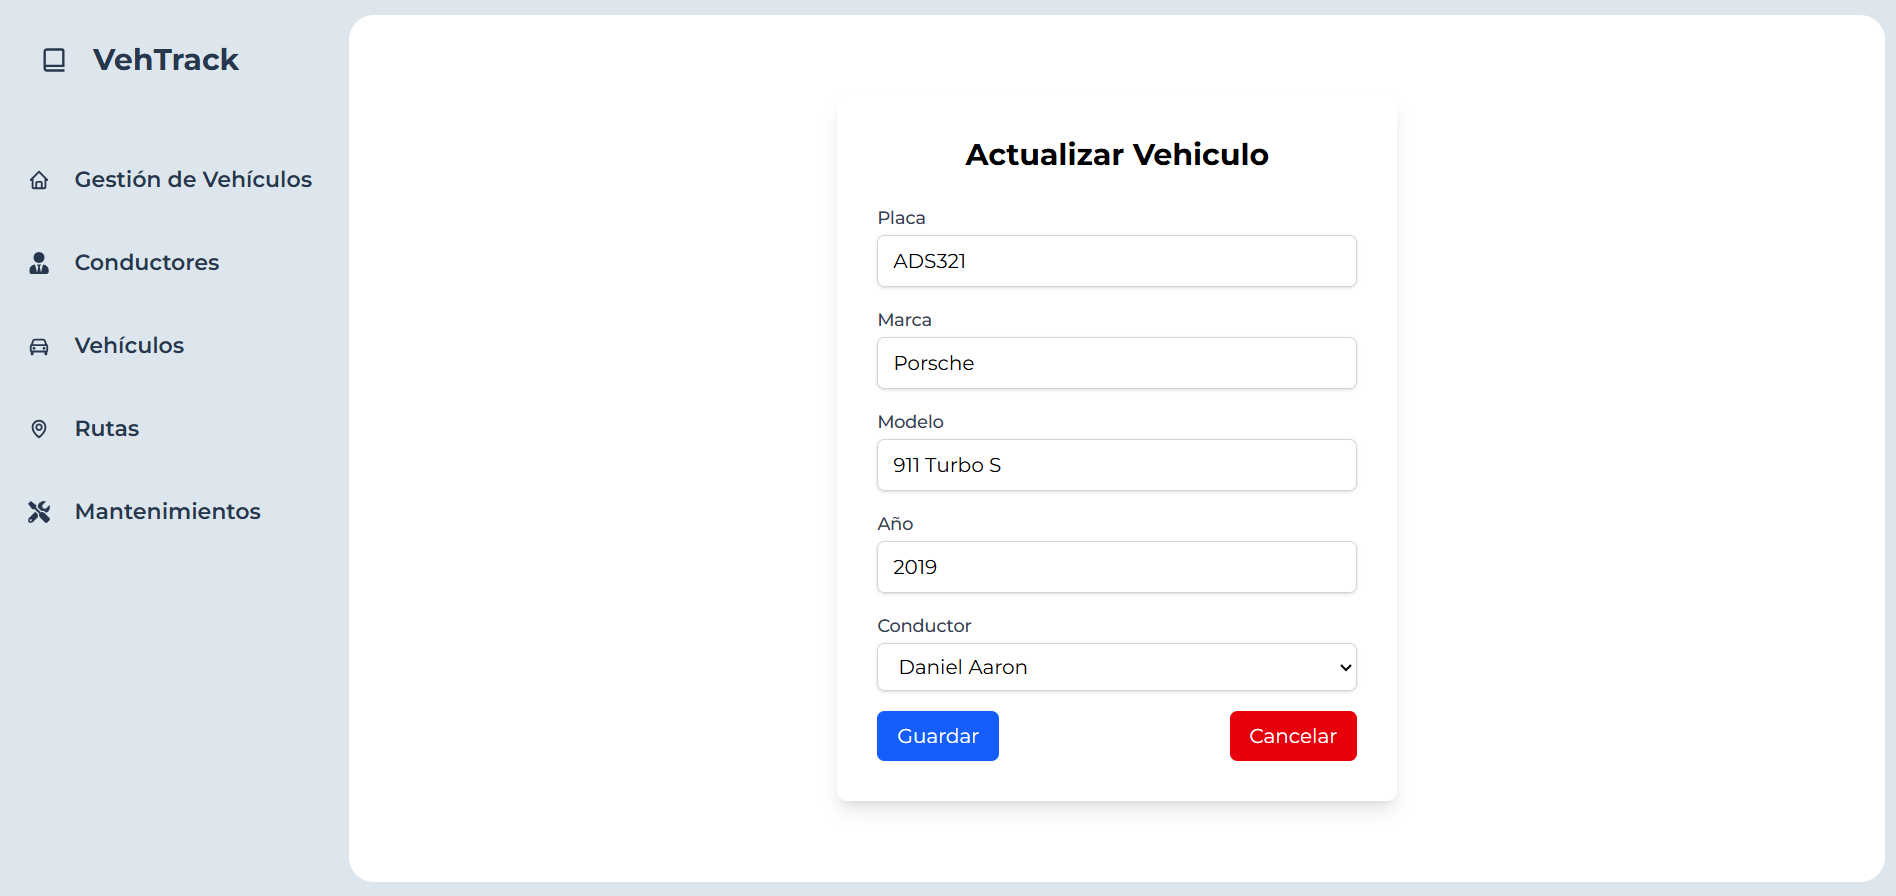 VehTrack
Gestión de Vehículos
Conductores
Vehículos
Rutas
Mantenimientos
Actualizar Vehiculo
Placa
ADS321
Marca
Porsche
Modelo
911 Turbo S
Año
2019
Conductor
Daniel Aaron
Guardar
Cancelar